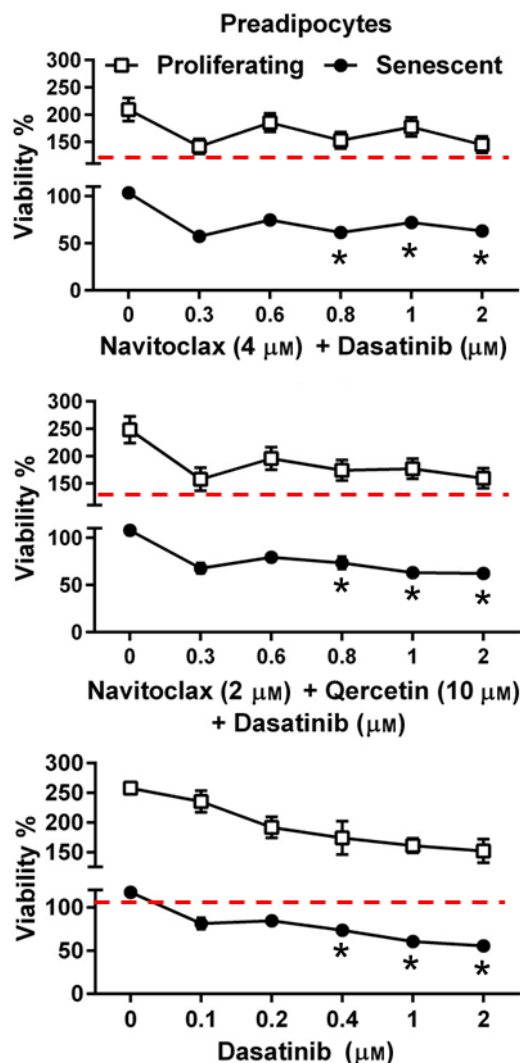 Preadipocytes
Proliferating Senescent
Viability %
300
250
200
150
100
50
0
0 0.3 0.6 0.8 1 2
* * *
Navitoclax (4 μM) + Dasatinib (μM)
Viability %
300
250
200
150
100
50
0
0 0.3 0.6 0.8 1 2
* * *
Navitoclax (2 μM) + Qercetin (10 μM)
+ Dasatinib (μM)
Viability %
300
250
200
150
100
50
0
0 0.1 0.2 0.4 1 2
* * *
Dasatinib (μM)